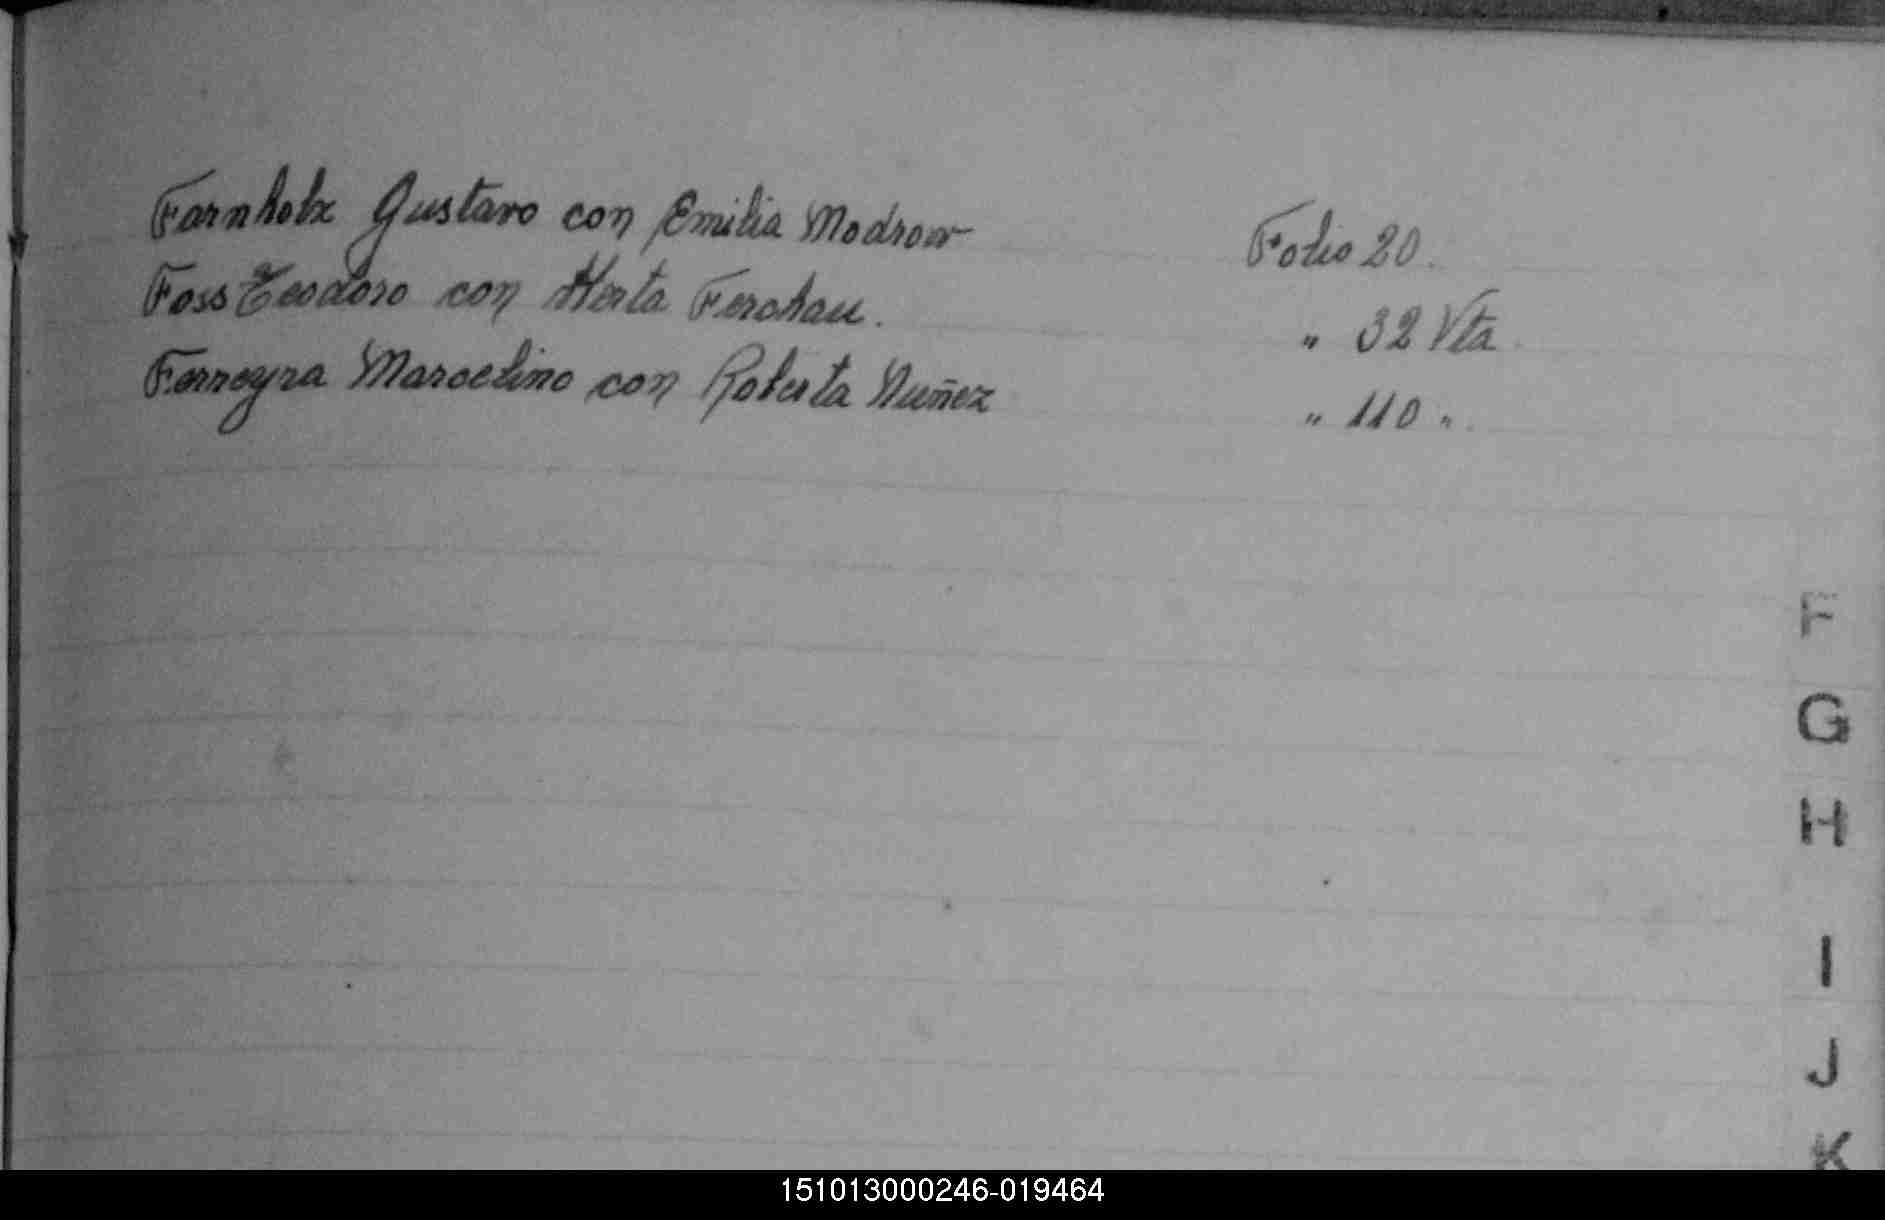 Farnholz Gustavo con Emilia Modrow Folio 20.
Foss Teodoro con Herta Ferchau. " 32 Vta.
Ferreyra Marcelino con Roberta Nuñez " 110 ".
F
G
H
I
J
K
151013000246-019464